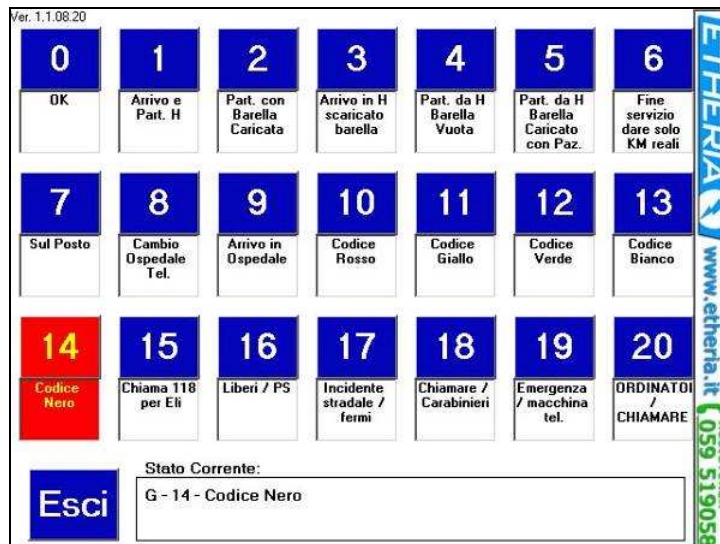 Ver. 1.1.08.20
0 1 2 3 4 5 6
OK
Arrivo e
Part. H
Part. con
Barella
Caricata
Arrivo in H
scaricato
barella
Part. da H
Barella
Vuota
Part. da H
Barella
Caricato
con Paz.
Fine
servizio
dare solo
KM reali
7 8 9 10 11 12 13
Sul Posto
Cambio
Ospedale
Tel.
Arrivo in
Ospedale
Codice
Rosso
Codice
Giallo
Codice
Verde
Codice
Bianco
14 15 16 17 18 19 20
Codice
Nero
Chiama 118
per Eli
Liberi / PS
Incidente
stradale /
fermi
Chiamare /
Carabinieri
Emergenza
/ macchina
tel.
ORDINATOI
/
CHIAMARE
Esci
Stato Corrente:
G - 14 - Codice Nero
ETHERIA www.etheria.it 059 519058